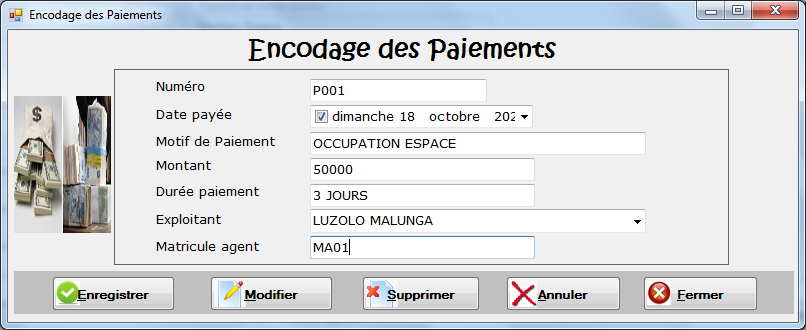 Encodage des Paiements
Encodage des Paiements
Numéro P001
Date payée dimanche 18 octobre 202
Motif de Paiement OCCUPATION ESPACE
Montant 50000
Durée paiement 3 JOURS
Exploitant LUZOLO MALUNGA
Matricule agent MA01
Enregistrer Modifier Supprimer Annuler Fermer